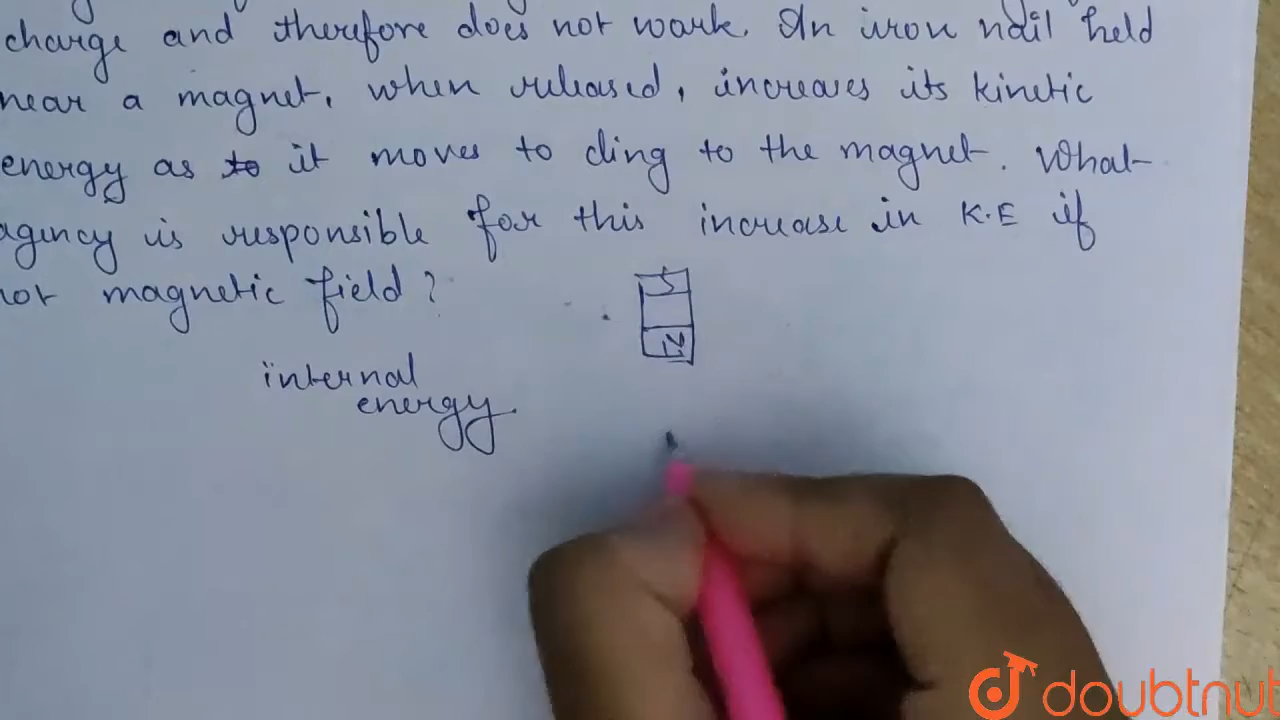 charge and therefore does not work. An iron nail held
near a magnet, when released, increases its kinetic
energy as to it moves to cling to the magnet. What
agency is responsible for this increase in K.E if
not magnetic field?
S
N
internal
energy.
doubtnut